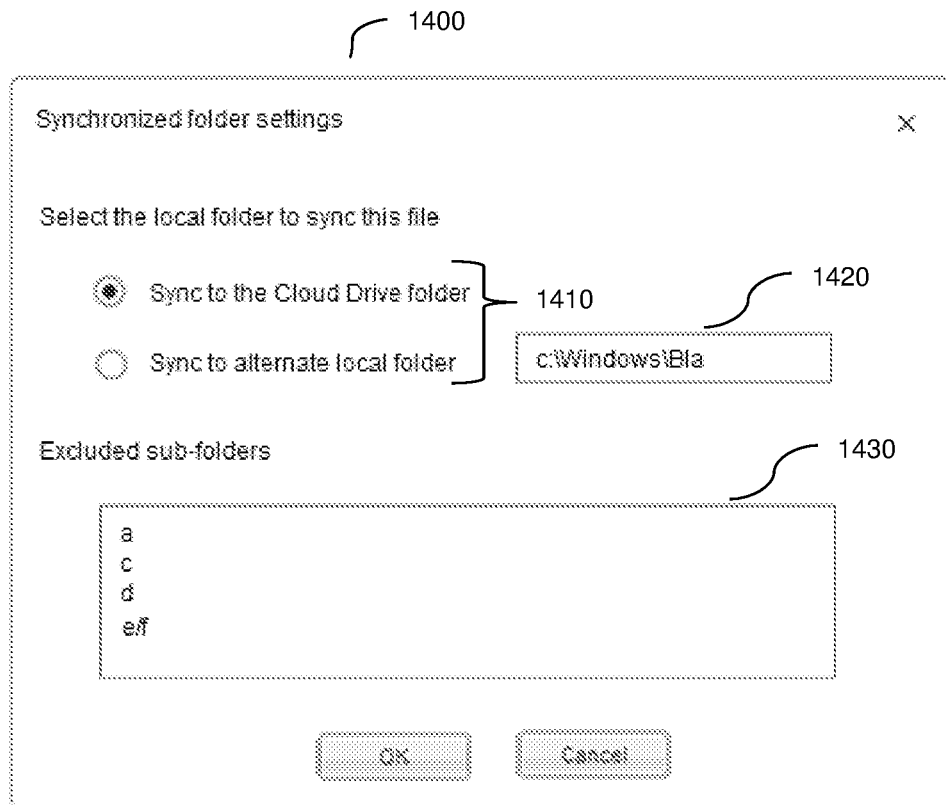 1400
Synchronized folder settings
X
Select the local folder to sync this file
Sync to the Cloud Drive folder
1410
1420
Sync to alternate local folder
c:\Windows\Bla
Excluded sub-folders
1430
a
c
d
e/f
OK
Cancel